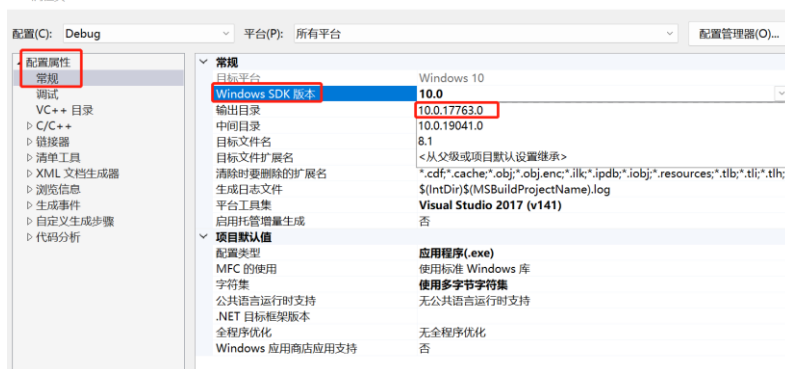 配置(C): Debug 平台(P): 所有平台 配置管理器(O)...
配置属性
常规
调试
VC++ 目录
C/C++
链接器
清单工具
XML 文档生成器
浏览信息
生成事件
自定义生成步骤
代码分析
常规
目标平台 Windows 10
Windows SDK 版本 10.0
输出目录 10.0.17763.0
中间目录 10.0.19041.0
目标文件名 8.1
目标文件扩展名 <从父级或项目默认设置继承>
清除时要删除的扩展名 *.cdf;*.cache;*.obj;*.obj.enc;*.ilk;*.ipdb;*.iobj;*.resources;*.tlb;*.tli;*.tlh;
生成日志文件 $(IntDir)$(MSBuildProjectName).log
平台工具集 Visual Studio 2017 (v141)
启用托管增量生成 否
项目默认值
配置类型 应用程序(.exe)
MFC 的使用 使用标准 Windows 库
字符集 使用多字节字符集
公共语言运行时支持 无公共语言运行时支持
.NET 目标框架版本
全程序优化 无全程序优化
Windows 应用商店应用支持 否